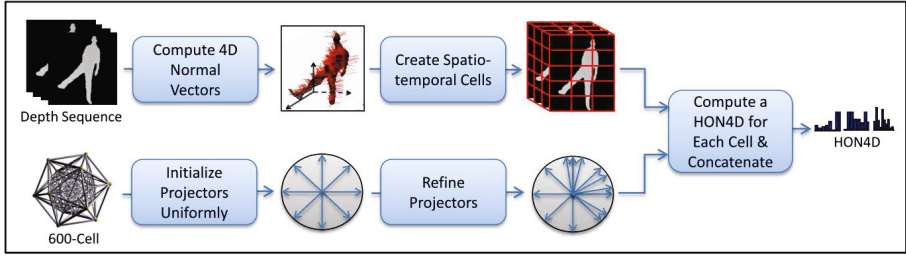 Depth Sequence
Compute 4D
Normal
Vectors
Create Spatio-
temporal Cells
Compute a
HON4D for
Each Cell &
Concatenate
HON4D
600-Cell
Initialize
Projectors
Uniformly
Refine
Projectors